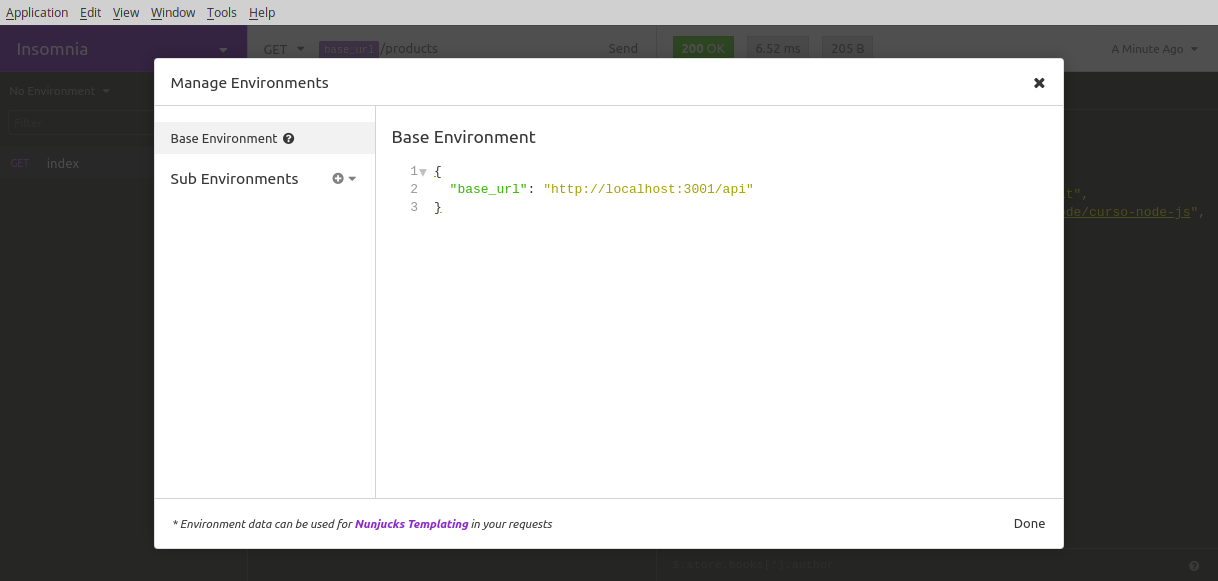 Application Edit View Window Tools Help
Insomnia
GET base_url/products Send
200 OK 6.52 ms 205 B
A Minute Ago
No Environment
Filter
GET index
Manage Environments
Base Environment
Sub Environments
Base Environment
1 {
2 "base_url": "http://localhost:3001/api"
3 }
t",
de/curso-node-js",
* Environment data can be used for Nunjucks Templating in your requests
Done
$.store.books[*].author